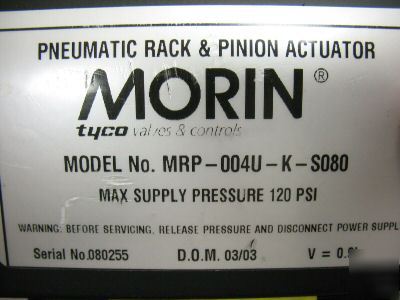 PNEUMATIC RACK & PINION ACTUATOR
MORIN®
tyco valves & controls
MODEL No. MRP-004U-K-S080
MAX SUPPLY PRESSURE 120 PSI
WARNING: BEFORE SERVICING, RELEASE PRESSURE AND DISCONNECT POWER SUPPL
Serial No.080255 D.O.M. 03/03 V = 0.